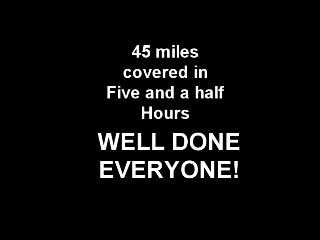 45 miles
covered in
Five and a half
Hours
WELL DONE
EVERYONE!